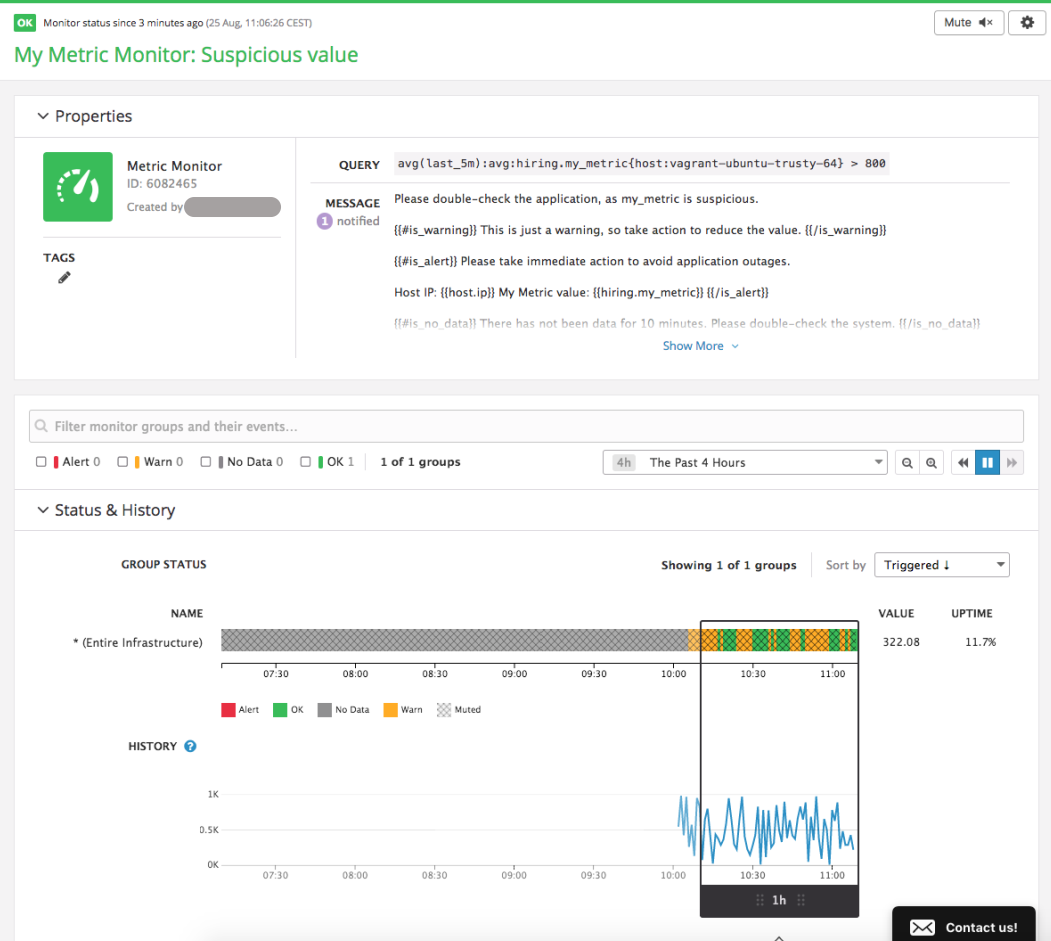 OK Monitor status since 3 minutes ago (25 Aug, 11:06:26 CEST)
Mute
My Metric Monitor: Suspicious value
Properties
Metric Monitor
ID: 6082465
Created by
TAGS
QUERY avg(last_5m):avg:hiring.my_metric{host:vagrant-ubuntu-trusty-64} > 800
MESSAGE
1 notified
Please double-check the application, as my_metric is suspicious.
{{#is_warning}} This is just a warning, so take action to reduce the value. {{/is_warning}}
{{#is_alert}} Please take immediate action to avoid application outages.
Host IP: {{host.ip}} My Metric value: {{hiring.my_metric}} {{/is_alert}}
{{#is_no_data}} There has not been data for 10 minutes. Please double-check the system. {{/is_no_data}}
Show More
Filter monitor groups and their events...
Alert 0 Warn 0 No Data 0 OK 1 1 of 1 groups 4h The Past 4 Hours
Status & History
GROUP STATUS Showing 1 of 1 groups Sort by Triggered ↓
NAME VALUE UPTIME
* (Entire Infrastructure) 322.08 11.7%
07:30 08:00 08:30 09:00 09:30 10:00 10:30 11:00
Alert OK No Data Warn Muted
HISTORY ?
1K
0.5K
0K
07:30 08:00 08:30 09:00 09:30 10:00 10:30 11:00
1h
Contact us!